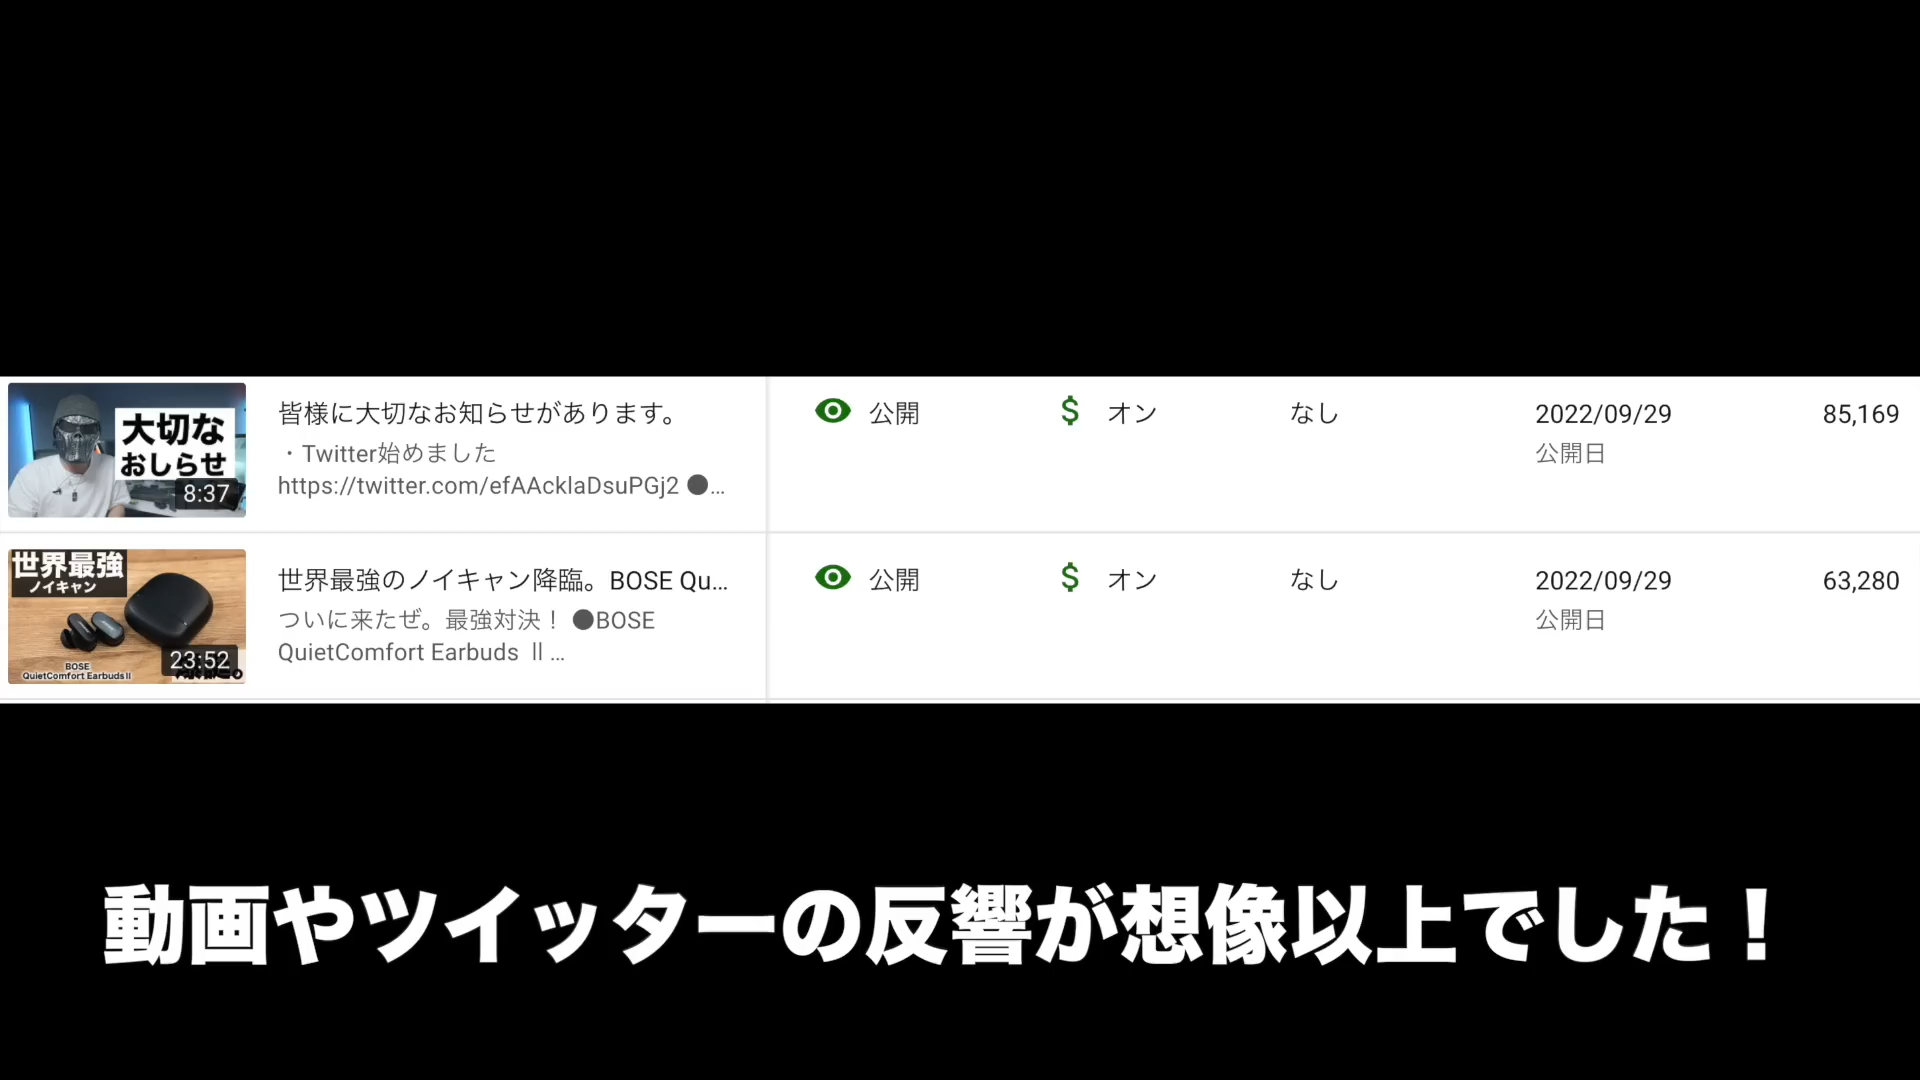 大切な
おしらせ
8:37
皆様に大切なお知らせがあります。
・Twitter始めました
https://twitter.com/efAAcklaDsuPGj2 ●…
公開
$ オン
なし
2022/09/29
公開日
85,169
世界最強
ノイキャン
BOSE
QuietComfort Earbuds II
23:52
世界最強のノイキャン降臨。BOSE Qu…
ついに来たぜ。最強対決！ ●BOSE
QuietComfort Earbuds Ⅱ …
公開
$ オン
なし
2022/09/29
公開日
63,280
動画やツイッターの反響が想像以上でした！